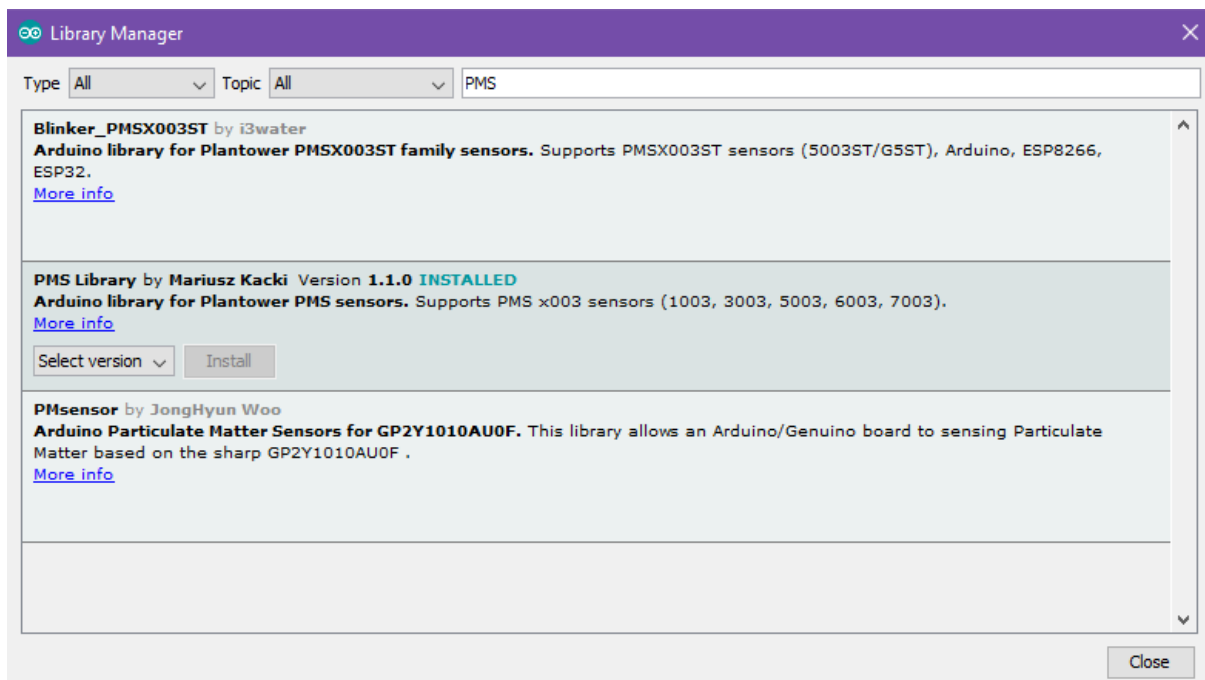 Library Manager
Type All Topic All PMS
Blinker_PMSX003ST by i3water
Arduino library for Plantower PMSX003ST family sensors. Supports PMSX003ST sensors (5003ST/G5ST), Arduino, ESP8266,
ESP32.
More info
PMS Library by Mariusz Kacki Version 1.1.0 INSTALLED
Arduino library for Plantower PMS sensors. Supports PMS x003 sensors (1003, 3003, 5003, 6003, 7003).
More info
Select version Install
PMsensor by JongHyun Woo
Arduino Particulate Matter Sensors for GP2Y1010AU0F. This library allows an Arduino/Genuino board to sensing Particulate
Matter based on the sharp GP2Y1010AU0F .
More info
Close